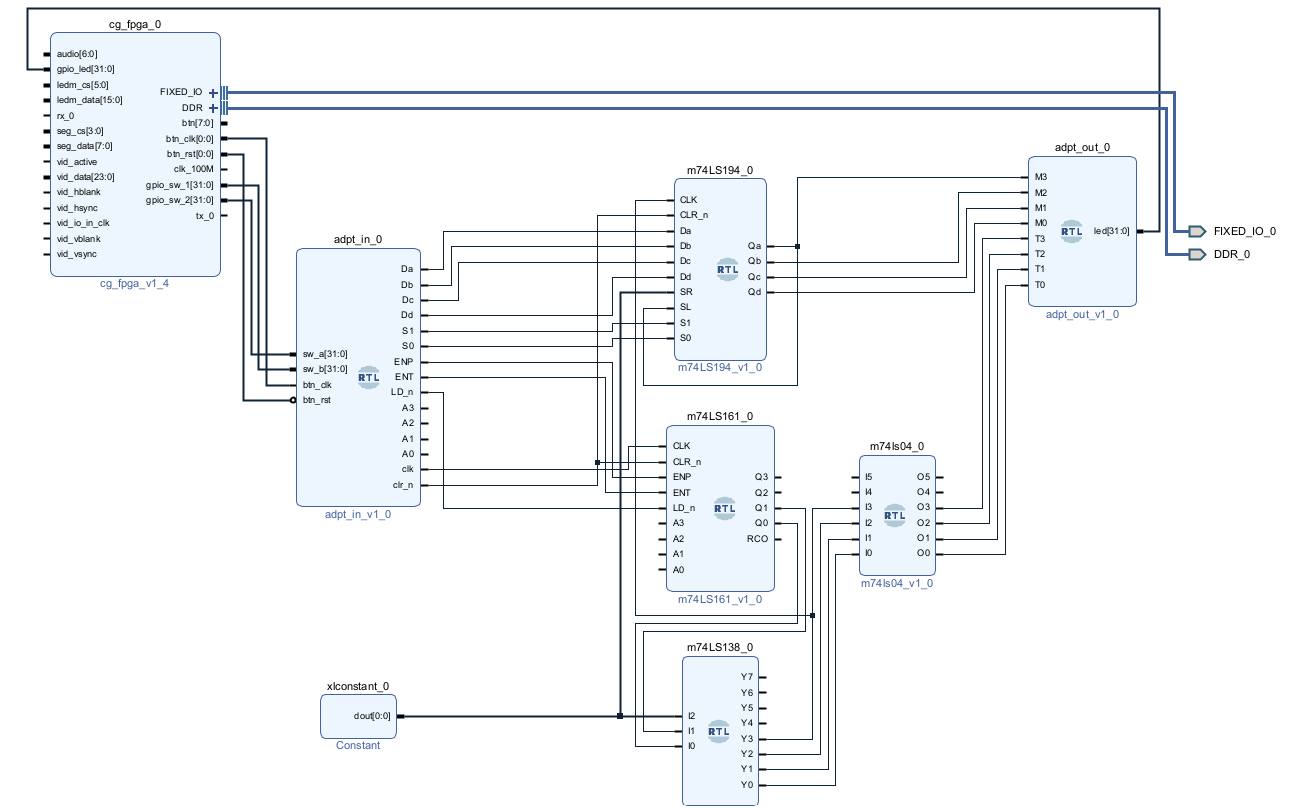 cg_fpga_0
audio[6:0]
gpio_led[31:0]
ledm_cs[5:0]
ledm_data[15:0]
rx_0
seg_cs[3:0]
seg_data[7:0]
vid_active
vid_data[23:0]
vid_hblank
vid_hsync
vid_io_in_clk
vid_vblank
vid_vsync
FIXED_IO
DDR
btn[7:0]
btn_clk[0:0]
btn_rst[0:0]
clk_100M
gpio_sw_1[31:0]
gpio_sw_2[31:0]
tx_0
cg_fpga_v1_4
adpt_in_0
sw_a[31:0]
sw_b[31:0]
btn_clk
btn_rst
RTL
Da
Db
Dc
Dd
S1
S0
ENP
ENT
LD_n
A3
A2
A1
A0
clk
clr_n
adpt_in_v1_0
m74LS194_0
CLK
CLR_n
Da
Db
Dc
Dd
SR
SL
S1
S0
RTL
Qa
Qb
Qc
Qd
m74LS194_v1_0
adpt_out_0
M3
M2
M1
M0
T3
T2
T1
T0
RTL
led[31:0]
adpt_out_v1_0
FIXED_IO_0
DDR_0
m74LS161_0
CLK
CLR_n
ENP
ENT
LD_n
A3
A2
A1
A0
RTL
Q3
Q2
Q1
Q0
RCO
m74LS161_v1_0
m74ls04_0
I5
I4
I3
I2
I1
I0
RTL
O5
O4
O3
O2
O1
O0
m74ls04_v1_0
xlconstant_0
dout[0:0]
Constant
m74LS138_0
I2
I1
I0
RTL
Y7
Y6
Y5
Y4
Y3
Y2
Y1
Y0